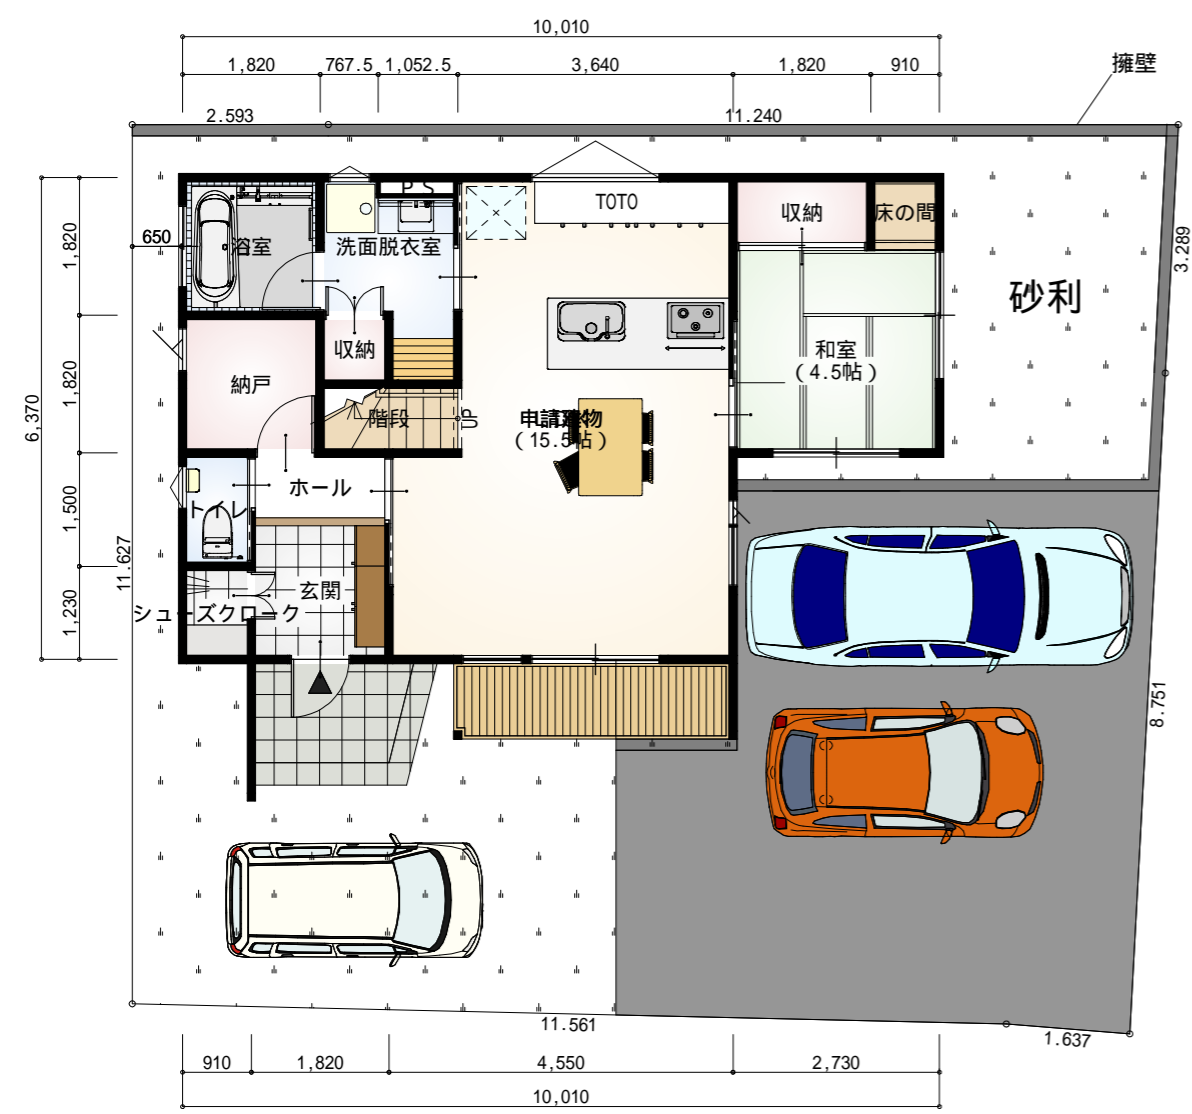 10,010
1,820
767.5
1,052.5
3,640
1,820
910
擁壁
2.593
11.240
P.S
TOTO
収納
床の間
650
浴室
洗面脱衣室
1,820
3.289
砂利
収納
和室
(4.5帖)
納戸
1,820
6,370
階段
UP
申請建物
(15.5帖)
ホール
1,500
トイレ
11.627
玄関
シューズクローク
1,230
8.751
11.561
1.637
910
1,820
4,550
2,730
10,010